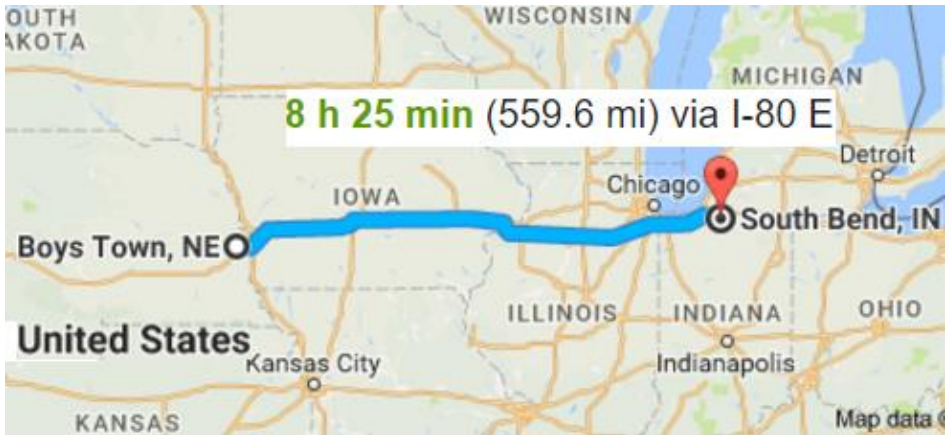 OUTH
AKOTA
WISCONSIN
MICHIGAN
8 h 25 min (559.6 mi) via I-80 E
Detroit
Chicago
IOWA
South Bend, IN
Boys Town, NE
ILLINOIS
INDIANA
OHIO
United States
Kansas City
Indianapolis
KANSAS
Map data